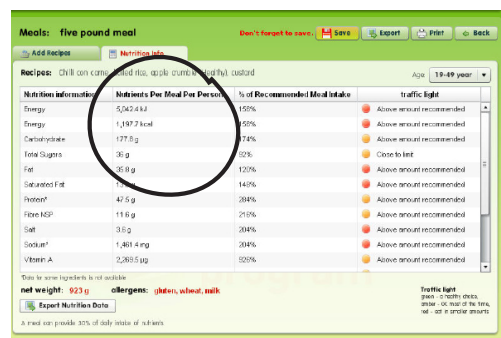 Meals: five pound meal
Don't forget to save. Save Export Print Back
Add Recipes Nutrition Info
Recipes: Chilli con carne, boiled rice, apple crumble (healthy), custard
Age: 19-49 year
Nutrition information Nutrients Per Meal Per Person % of Recommended Meal Intake traffic light
Energy 5,042.4 kJ 156% Above amount recommended
Energy 1,197.7 kcal 156% Above amount recommended
Carbohydrate 177.8 g 174% Above amount recommended
Total Sugars 36 g 92% Close to limit
Fat 35.8 g 120% Above amount recommended
Saturated Fat 148% Above amount recommended
Protein* 47.5 g 284% Above amount recommended
Fibre NSP 11.6 g 216% Above amount recommended
Salt 3.6 g 204% Above amount recommended
Sodium* 1,461.4 mg 204% Above amount recommended
Vitamin A 2,269.5 µg 926% Above amount recommended
*Data for some ingredients is not available
net weight: 923 g allergens: gluten, wheat, milk
Export Nutrition Data
A meal can provide 30% of daily intake of nutrients
Traffic light
green - a healthy choice,
amber - OK most of the time,
red - eat in smaller amounts
program